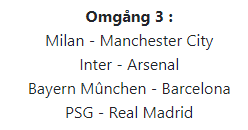 Omgång 3 :
Milan - Manchester City
Inter - Arsenal
Bayern Mûnchen - Barcelona
PSG - Real Madrid